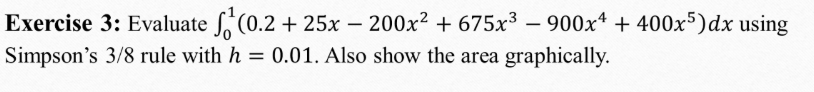 Exercise 3: Evaluate ∫₀¹(0.2 + 25x − 200x² + 675x³ − 900x⁴ + 400x⁵)dx using
Simpson’s 3/8 rule with h = 0.01. Also show the area graphically.